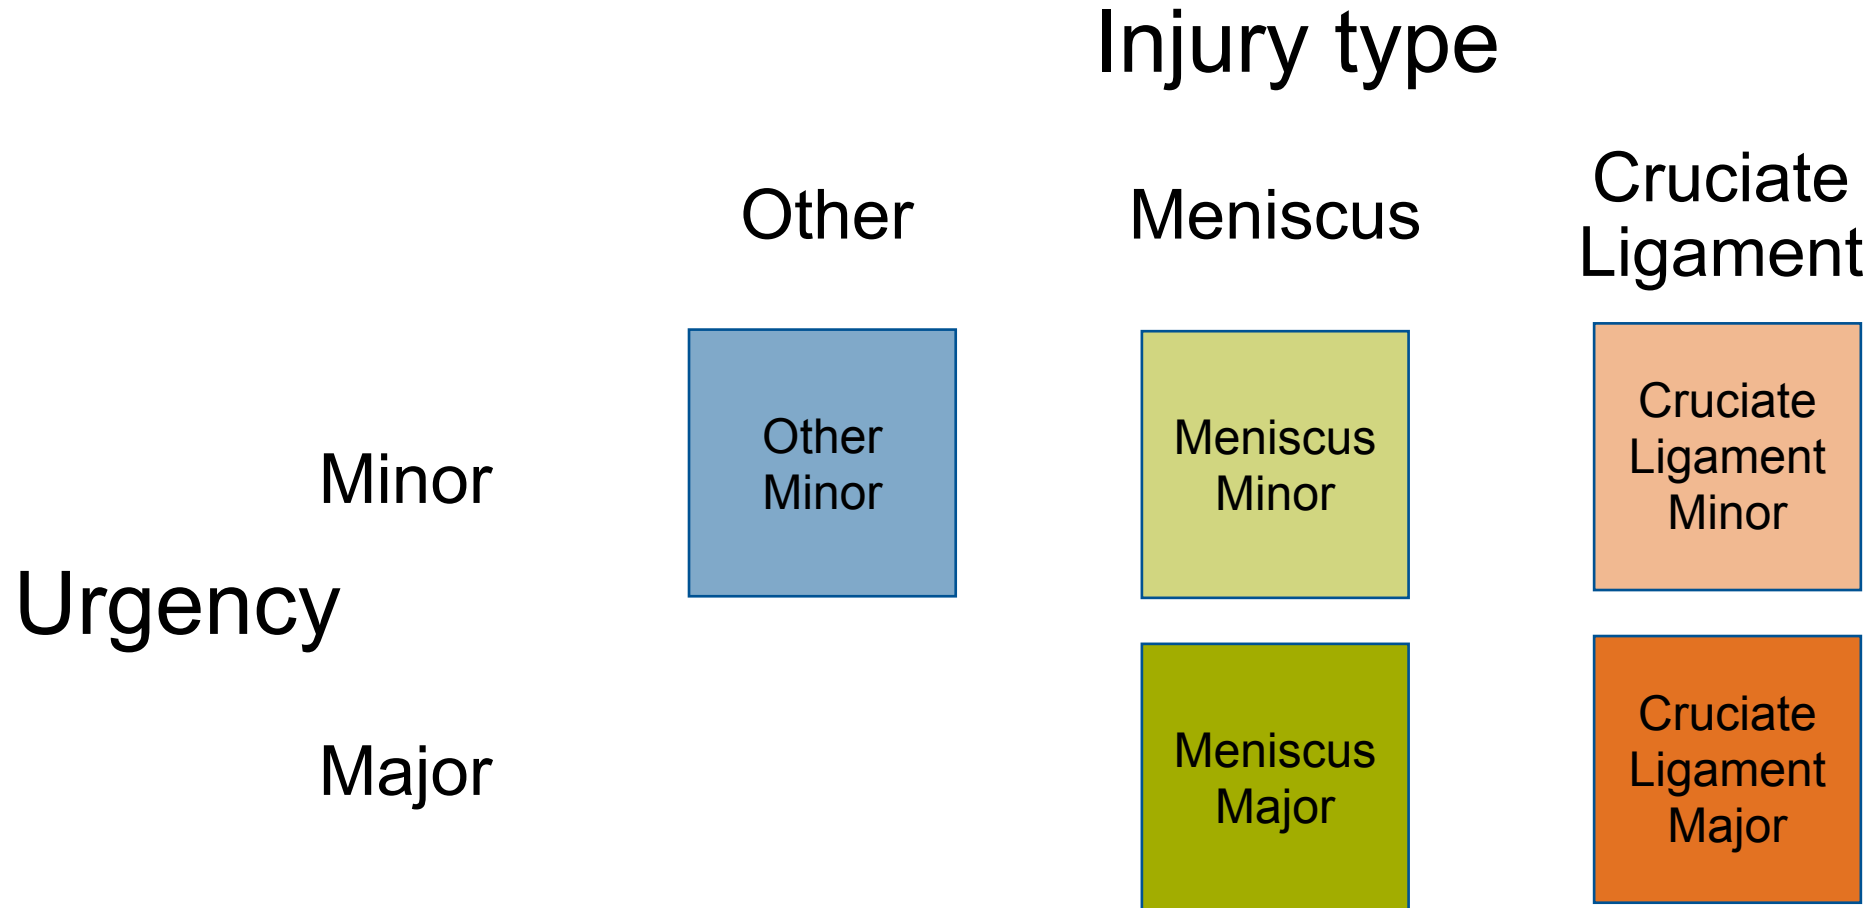 Injury type
Other
Meniscus
Cruciate
Ligament
Minor
Other
Minor
Meniscus
Minor
Cruciate
Ligament
Minor
Urgency
Major
Meniscus
Major
Cruciate
Ligament
Major